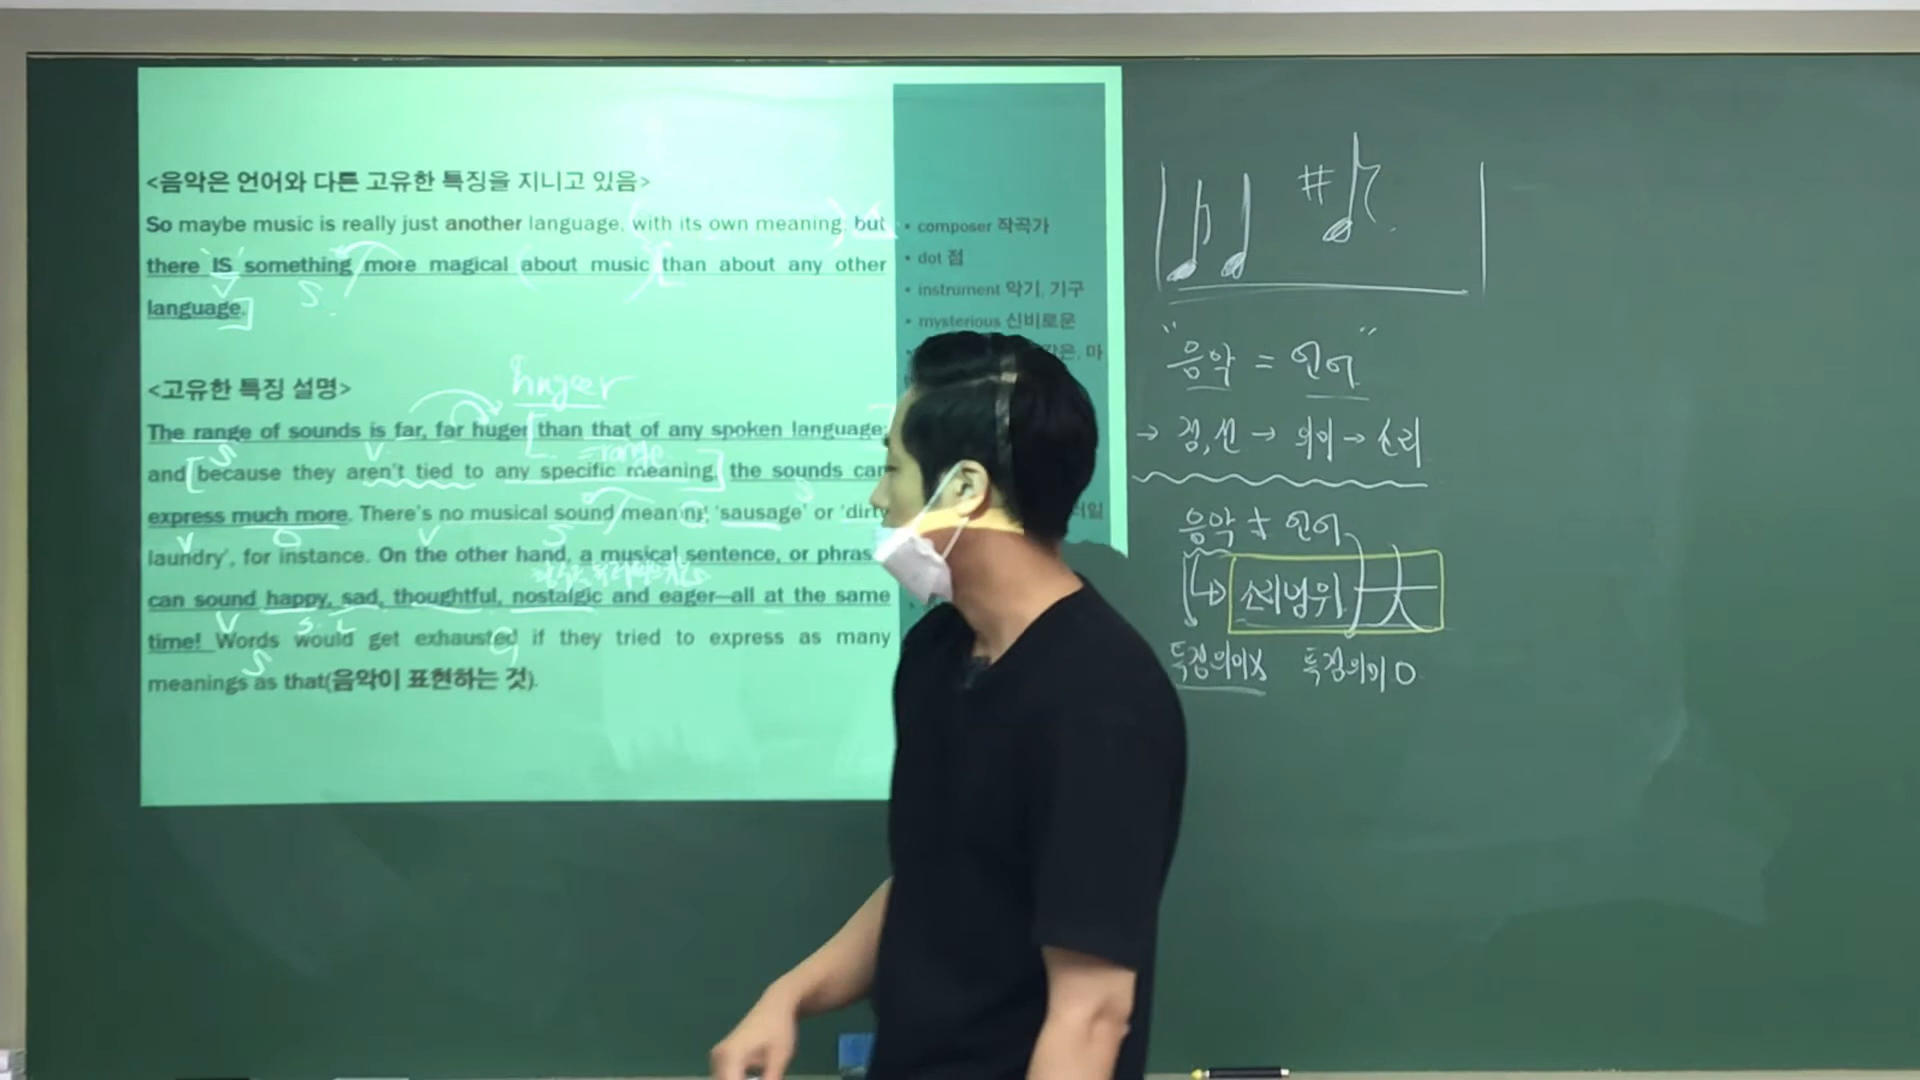 <음악은 언어와 다른 고유한 특징을 지니고 있음>
So maybe music is really just another language, with its own meaning, but
there IS something more magical about music than about any other
language.
<고유한 특징 설명>
huger
The range of sounds is far, far huger than that of any spoken language;
=range
and because they aren't tied to any specific meaning, the sounds can
express much more. There's no musical sound meaning 'sausage' or 'dirty
laundry', for instance. On the other hand, a musical sentence, or phras
can sound happy, sad, thoughtful, nostalgic and eager—all at the same
time! Words would get exhausted if they tried to express as many
meanings as that(음악이 표현하는 것).
• composer 작곡가
• dot 점
• instrument 악기, 기구
• mysterious 신비로운
같은, 마
"음악 = 언어"
→ 점,선 → 의미 → 소리
음악 ≠ 언어
↳ 소리범위 大
특정의미X 특정의미O